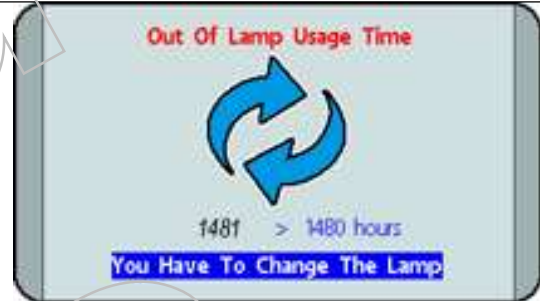 Out Of Lamp Usage Time
1481 > 1480 hours
You Have To Change The Lamp